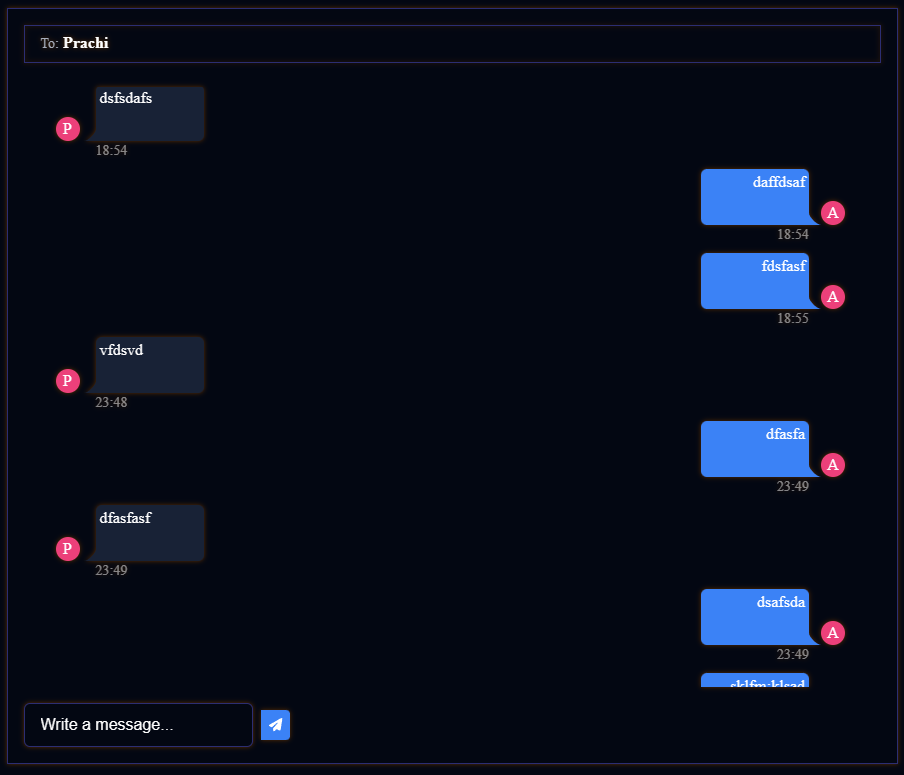 To: Prachi
dsfsdafs
P
18:54
daffdsaf
A
18:54
fdsfasf
A
18:55
vfdsvd
P
23:48
dfasfa
A
23:49
dfasfasf
P
23:49
dsafsda
A
23:49
Write a message...